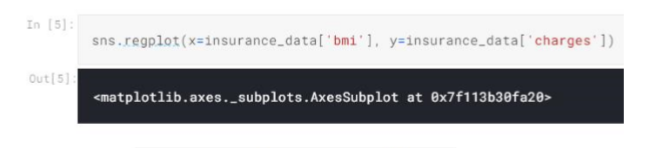 In [5]:
sns.regplot(x=insurance_data['bmi'], y=insurance_data['charges'])
Out[5]:
<matplotlib.axes._subplots.AxesSubplot at 0x7f113b30fa20>